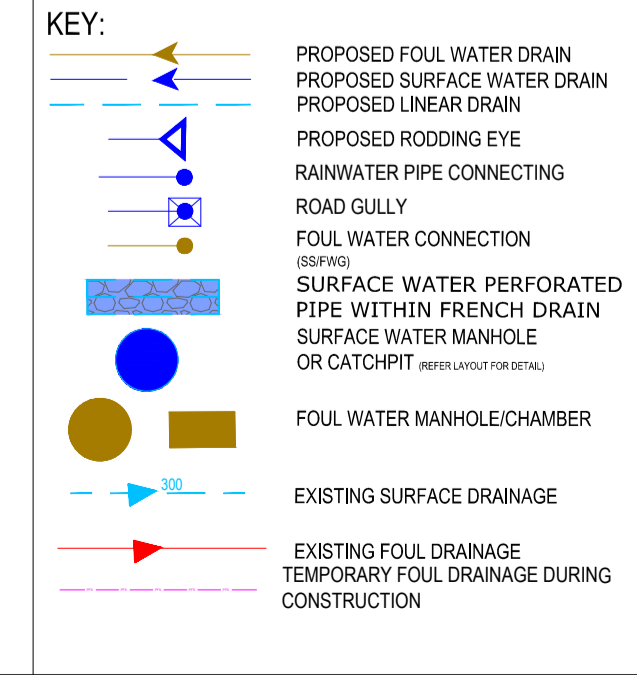 KEY:
PROPOSED FOUL WATER DRAIN
PROPOSED SURFACE WATER DRAIN
PROPOSED LINEAR DRAIN
PROPOSED RODDING EYE
RAINWATER PIPE CONNECTING
ROAD GULLY
FOUL WATER CONNECTION
(SS/FWG)
SURFACE WATER PERFORATED
PIPE WITHIN FRENCH DRAIN
SURFACE WATER MANHOLE
OR CATCHPIT (REFER LAYOUT FOR DETAIL)
FOUL WATER MANHOLE/CHAMBER
300
EXISTING SURFACE DRAINAGE
EXISTING FOUL DRAINAGE
TEMPORARY FOUL DRAINAGE DURING
CONSTRUCTION